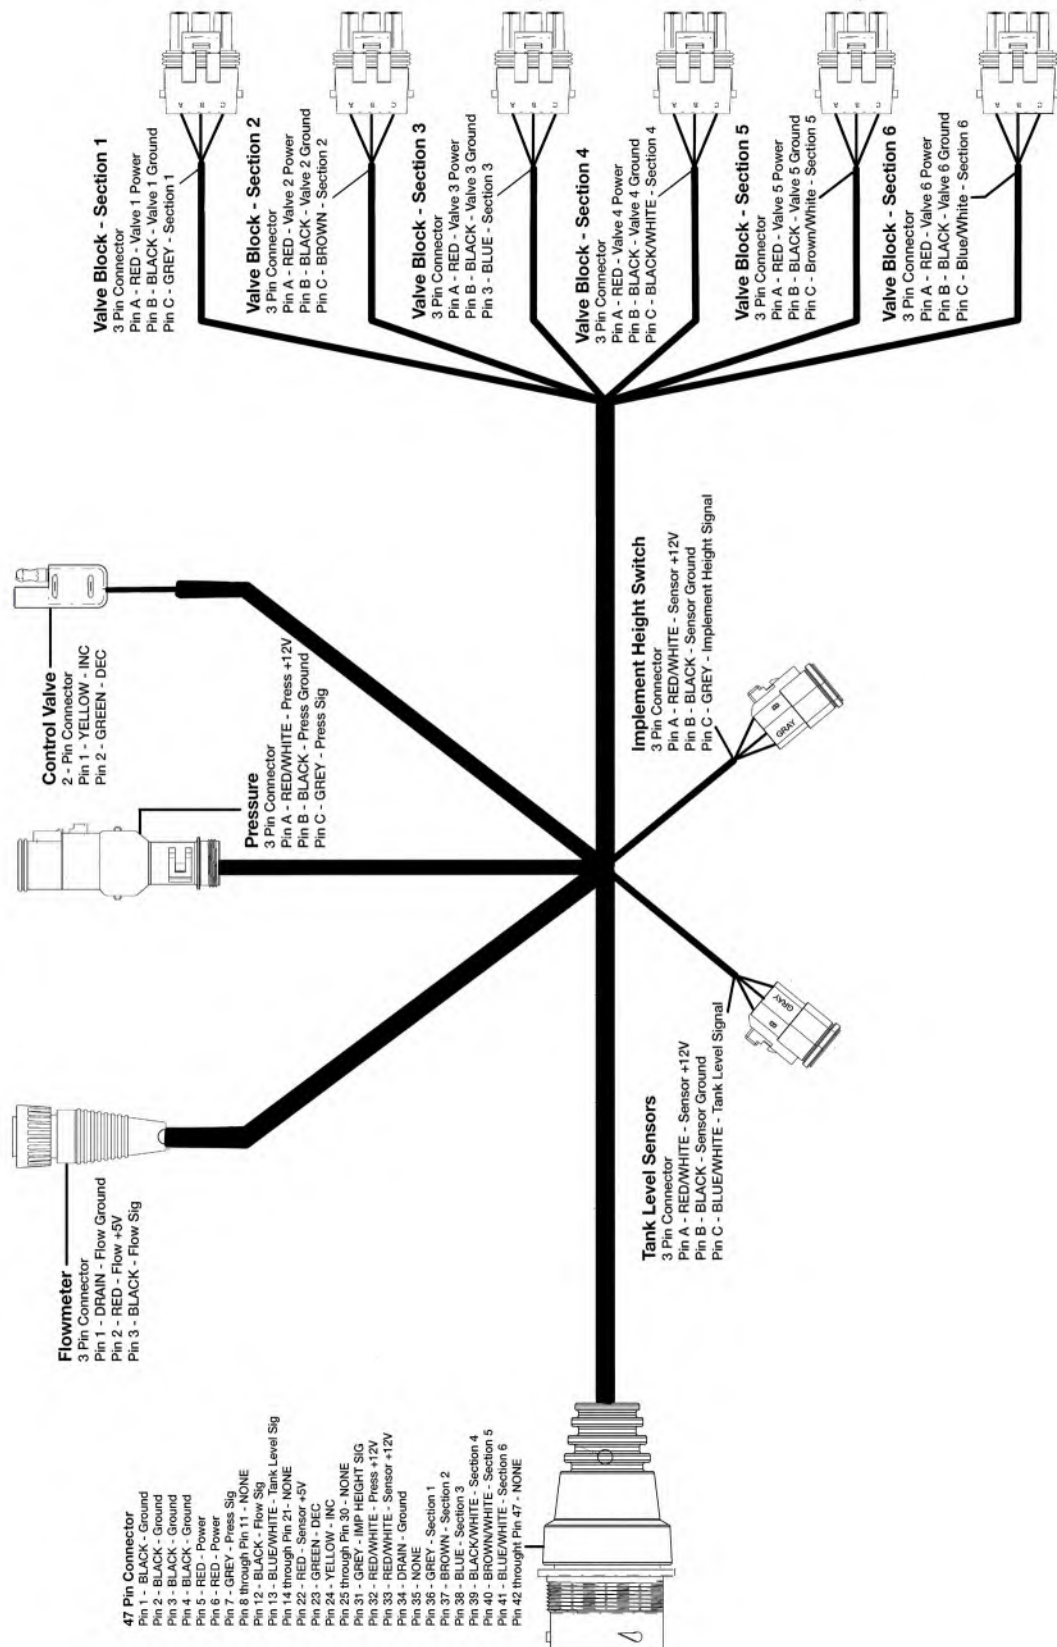 47 Pin Connector
Pin 1 - BLACK - Ground
Pin 2 - BLACK - Ground
Pin 3 - BLACK - Ground
Pin 4 - BLACK - Ground
Pin 5 - RED - Power
Pin 6 - RED - Power
Pin 7 - GREY - Press Sig
Pin 8 through Pin 11 - NONE
Pin 12 - BLACK - Flow Sig
Pin 13 - BLUE/WHITE - Tank Level Sig
Pin 14 through Pin 21- NONE
Pin 22 - RED - Sensor +5V
Pin 23 - GREEN - DEC
Pin 24 - YELLOW - INC
Pin 25 through Pin 30 - NONE
Pin 31 - GREY - IMP HEIGHT SIG
Pin 32 - RED/WHITE - Press +12V
Pin 33 - RED/WHITE - Sensor +12V
Pin 34 - DRAIN - Ground
Pin 35 - NONE
Pin 36 - GREY - Section 1
Pin 37 - BROWN - Section 2
Pin 38 - BLUE - Section 3
Pin 39 - BLACK/WHITE - Section 4
Pin 40 - BROWN/WHITE - Section 5
Pin 41 - BLUE/WHITE - Section 6
Pin 42 throught Pin 47 - NONE
Flowmeter
3 Pin Connector
Pin 1 - DRAIN - Flow Ground
Pin 2 - RED - Flow +5V
Pin 3 - BLACK - Flow Sig
Pressure
3 Pin Connector
Pin A - RED/WHITE - Press +12V
Pin B - BLACK - Press Ground
Pin C - GREY - Press Sig
Control Valve
2 - Pin Connector
Pin 1 - YELLOW - INC
Pin 2 - GREEN - DEC
Tank Level Sensors
3 Pin Connector
Pin A - RED/WHITE - Sensor +12V
Pin B - BLACK - Sensor Ground
Pin C - BLUE/WHITE - Tank Level Signal
B
GRAY
Implement Height Switch
3 Pin Connector
Pin A - RED/WHITE - Sensor +12V
Pin B - BLACK - Sensor Ground
Pin C - GREY - Implement Height Signal
B
GRAY
Valve Block - Section 1
3 Pin Connector
Pin A - RED - Valve 1 Power
Pin B - BLACK - Valve 1 Ground
Pin C - GREY - Section 1
A B C
Valve Block - Section 2
3 Pin Connector
Pin A - RED - Valve 2 Power
Pin B - BLACK - Valve 2 Ground
Pin C - BROWN - Section 2
A B C
Valve Block - Section 3
3 Pin Connector
Pin A - RED - Valve 3 Power
Pin B - BLACK - Valve 3 Ground
Pin 3 - BLUE - Section 3
A B C
Valve Block - Section 4
3 Pin Connector
Pin A - RED - Valve 4 Power
Pin B - BLACK - Valve 4 Ground
Pin C - BLACK/WHITE - Section 4
A B C
Valve Block - Section 5
3 Pin Connector
Pin A - RED - Valve 5 Power
Pin B - BLACK - Valve 5 Ground
Pin C - Brown/White - Section 5
A B C
Valve Block - Section 6
3 Pin Connector
Pin A - RED - Valve 6 Power
Pin B - BLACK - Valve 6 Ground
Pin C - Blue/White - Section 6
A B C